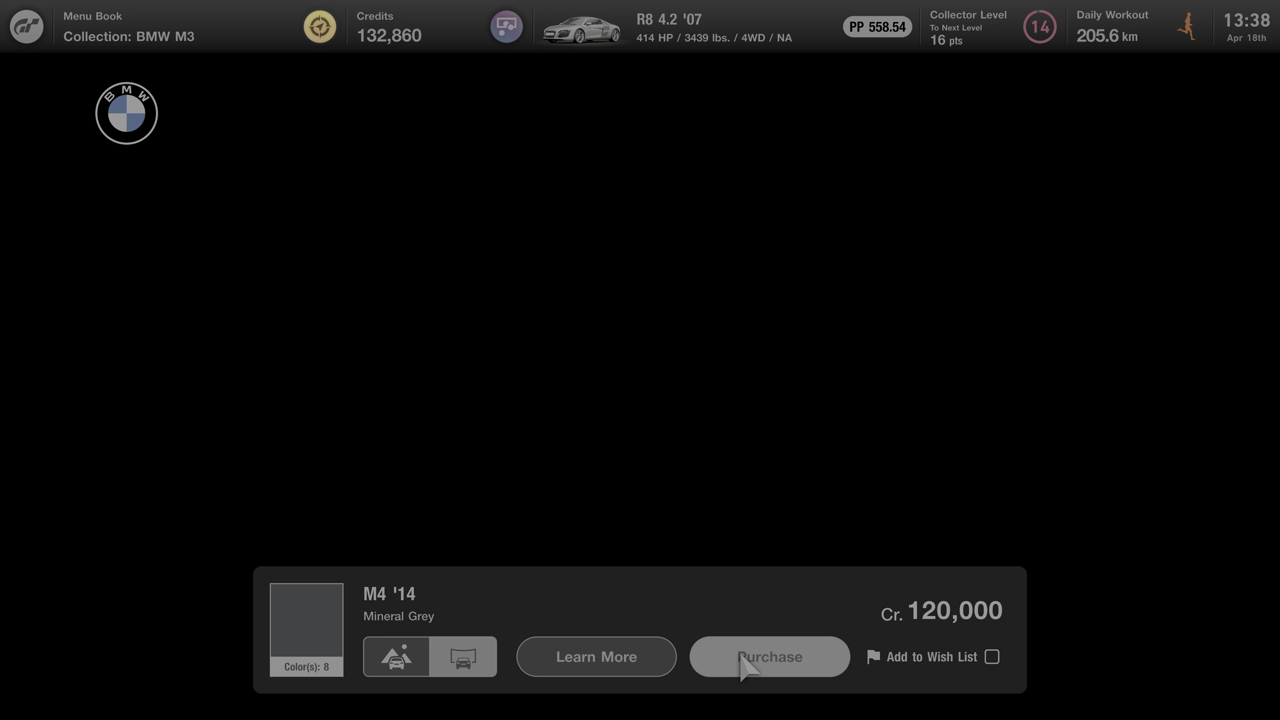 Menu Book
Collection: BMW M3
Credits
132,860
R8 4.2 '07
414 HP / 3439 lbs. / 4WD / NA
PP 558.54
Collector Level
To Next Level
16 pts
14
Daily Workout
205.6 km
13:38
Apr 18th
BMW
M4 '14
Mineral Grey
Color(s): 8
Learn More
Purchase
Cr. 120,000
Add to Wish List